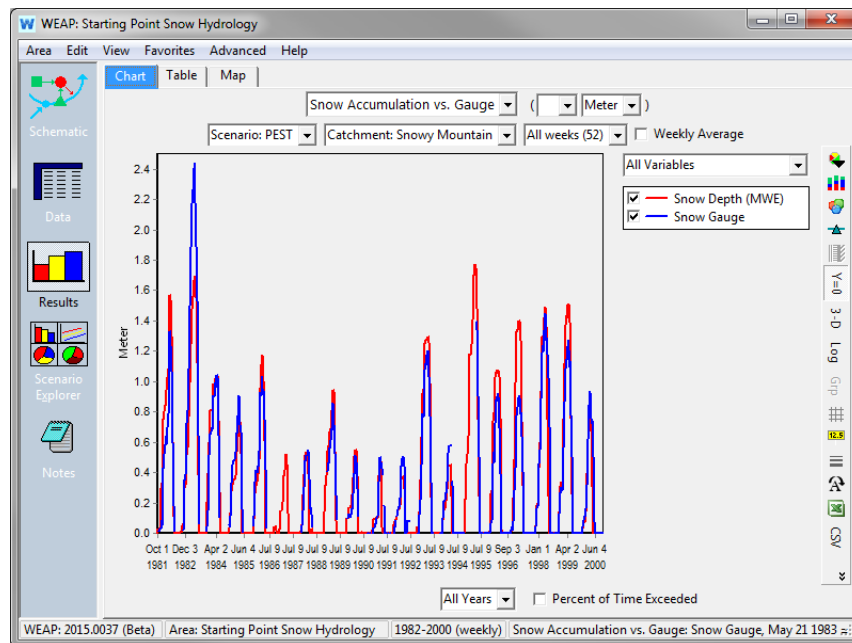 WEAP: Starting Point Snow Hydrology
Area Edit View Favorites Advanced Help
Chart Table Map
Snow Accumulation vs. Gauge ( Meter )
Scenario: PEST Catchment: Snowy Mountain All weeks (52) Weekly Average
All Variables
Snow Depth (MWE)
Snow Gauge
Schematic
Data
Results
Scenario
Explorer
Notes
Meter
2.4
2.2
2.0
1.8
1.6
1.4
1.2
1.0
0.8
0.6
0.4
0.2
0.0
Oct 1 Dec 3 Apr 2 Jun 4 Jul 9 Jul 9 Jul 9 Jul 9 Jul 9 Jul 9 Jul 9 Jul 9 Jul 9 Sep 3 Jan 1 Apr 2 Jun 4
1981 1982 1984 1985 1986 1987 1988 1989 1990 1991 1992 1993 1994 1995 1996 1998 1999 2000
Y=0
3-D
Log
Grp
12.5
A
CSV
All Years Percent of Time Exceeded
WEAP: 2015.0037 (Beta) Area: Starting Point Snow Hydrology 1982-2000 (weekly) Snow Accumulation vs. Gauge: Snow Gauge, May 21 1983 =